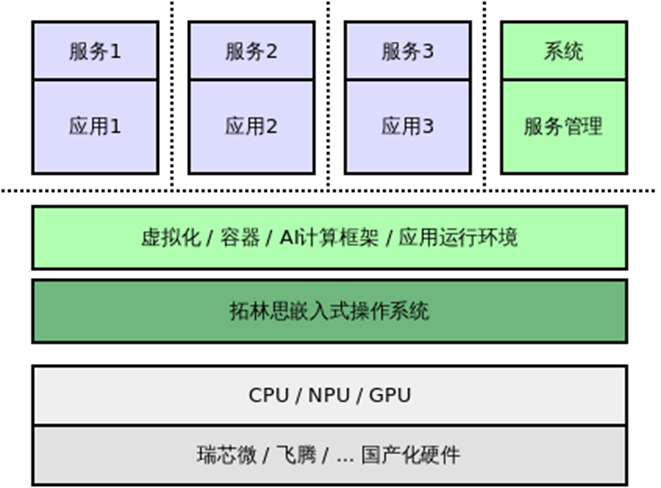 服务1 服务2 服务3 系统
应用1 应用2 应用3 服务管理
虚拟化 / 容器 / AI计算框架 / 应用运行环境
拓林思嵌入式操作系统
CPU / NPU / GPU
瑞芯微 / 飞腾 / ... 国产化硬件